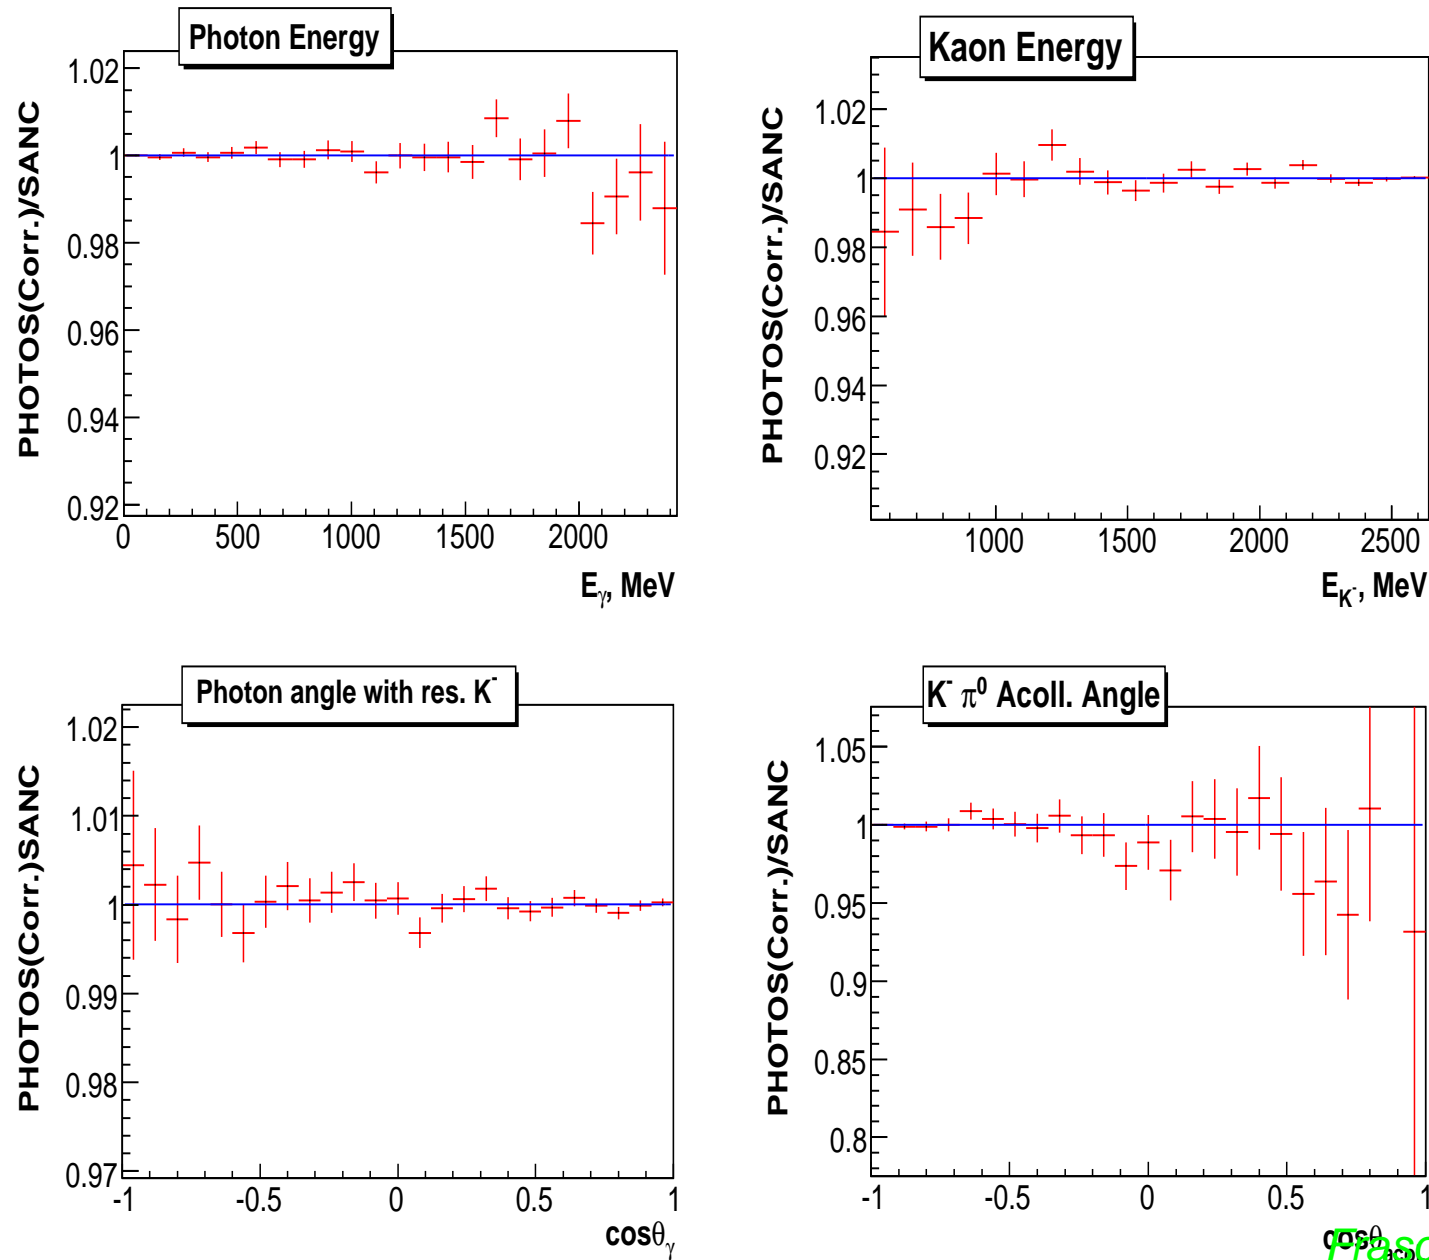 Photon Energy
PHOTOS(Corr.)/SANC
1.02
1
0.98
0.96
0.94
0.92
0 500 1000 1500 2000
Eγ, MeV
Kaon Energy
PHOTOS(Corr.)/SANC
1.02
1
0.98
0.96
0.94
0.92
1000 1500 2000 2500
EK-, MeV
Photon angle with res. K-
PHOTOS(Corr.)SANC
1.02
1.01
1
0.99
0.98
0.97
-1 -0.5 0 0.5 1
cosθγ
K- π0 Acoll. Angle
PHOTOS(Corr.)/SANC
1.05
1
0.95
0.9
0.85
0.8
-1 -0.5 0 0.5 1